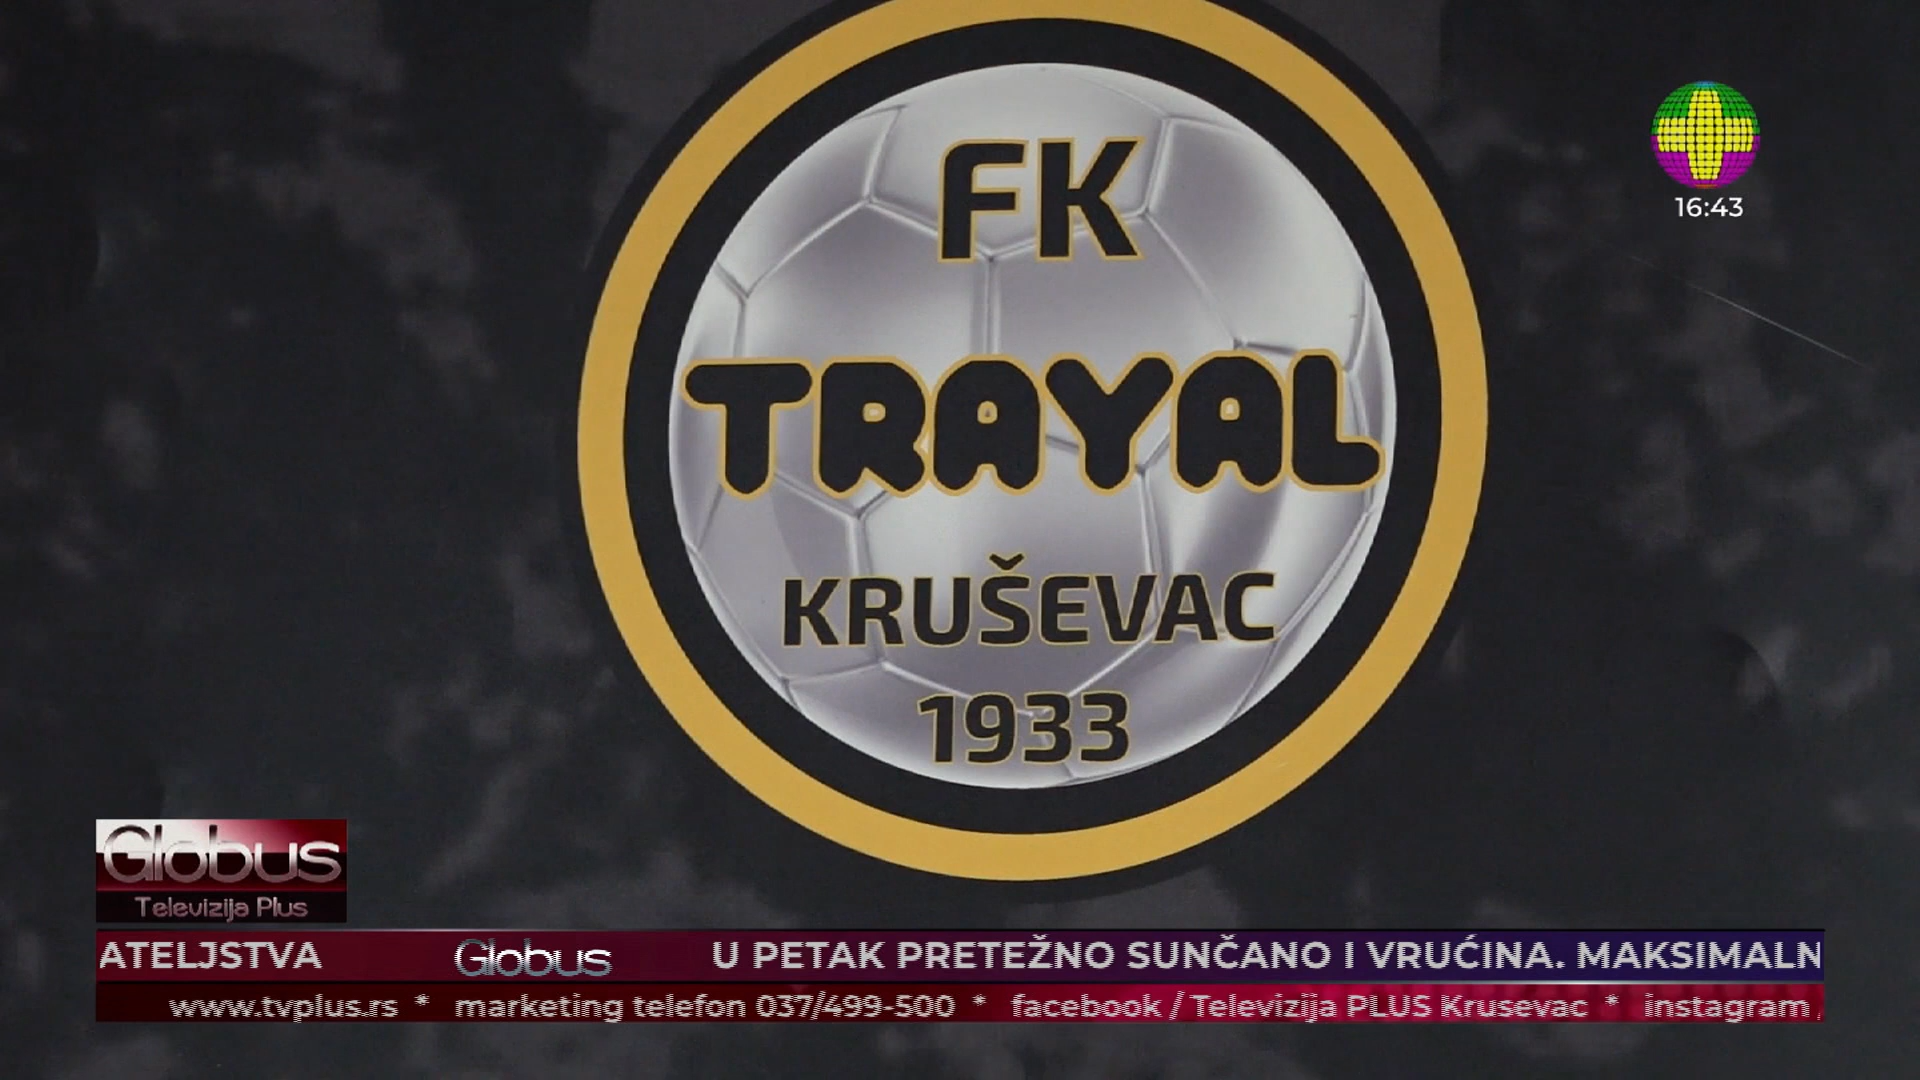 FK
TRAYAL
KRUŠEVAC
1933
16:43
Globus
Televizija Plus
ATELJSTVA Globus U PETAK PRETEŽNO SUNČANO I VRUĆINA. MAKSIMALN
www.tvplus.rs * marketing telefon 037/499-500 * facebook / Televizija PLUS Krusevac * instagram /